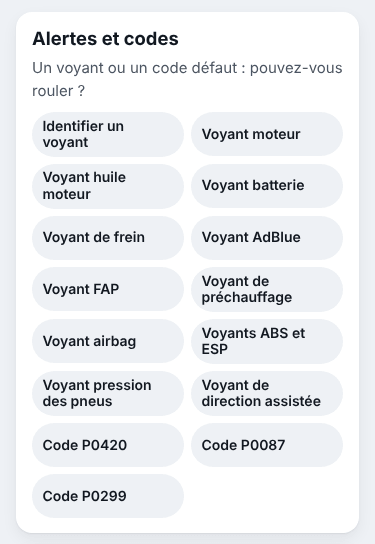 Alertes et codes
Un voyant ou un code défaut : pouvez-vous
rouler ?
Identifier un
voyant
Voyant moteur
Voyant huile
moteur
Voyant batterie
Voyant de frein
Voyant AdBlue
Voyant FAP
Voyant de
préchauffage
Voyant airbag
Voyants ABS et
ESP
Voyant pression
des pneus
Voyant de
direction assistée
Code P0420
Code P0087
Code P0299